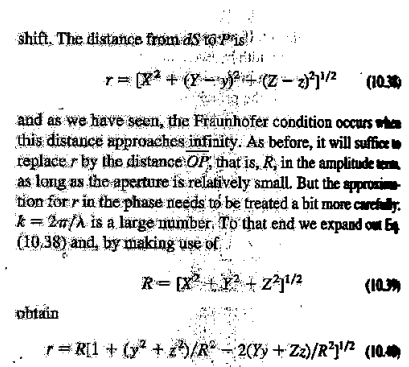 shift. The distance from dS to P is
r = [X² + (Y − y)² + (Z − z)²]^1/2 (10.38)
and as we have seen, the Fraunhofer condition occurs when
this distance approaches infinity. As before, it will suffice to
replace r by the distance OP, that is, R, in the amplitude term,
as long as the aperture is relatively small. But the approxima-
tion for r in the phase needs to be treated a bit more carefully;
k = 2π/λ is a large number. To that end we expand out Eq.
(10.38) and, by making use of
R = [X² + Y² + Z²]^1/2 (10.39)
obtain
r = R[1 + (y² + z²)/R² − 2(Yy + Zz)/R²]^1/2 (10.40)